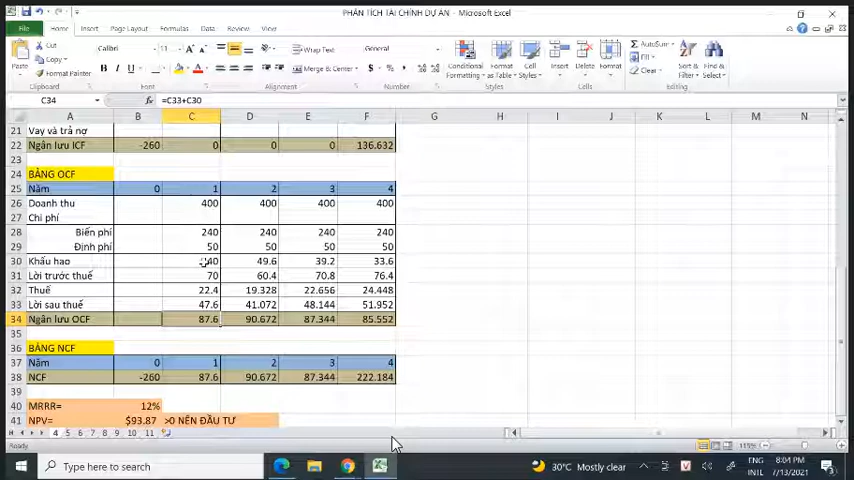 PHÂN TÍCH TÀI CHÍNH DỰ ÁN - Microsoft Excel
File Home Insert Page Layout Formulas Data Review View
Cut
Copy
Format Painter
Paste
Clipboard
Calibri 11
B I U
Font
Wrap Text
Merge & Center
Alignment
General
$ % ,
Number
Conditional Formatting
Format as Table
Cell Styles
Styles
Insert Delete Format
Cells
AutoSum
Fill
Clear
Sort & Filter
Find & Select
Editing
C34 fx =C33+C30
A B C D E F G H I J K L M N
21 Vay và trả nợ
22 Ngân lưu ICF -260 0 0 0 136.632
23
24 BẢNG OCF
25 Năm 0 1 2 3 4
26 Doanh thu 400 400 400 400
27 Chi phí
28 Biến phí 240 240 240 240
29 Định phí 50 50 50 50
30 Khấu hao 40 49.6 39.2 33.6
31 Lời trước thuế 70 60.4 70.8 76.4
32 Thuế 22.4 19.328 22.656 24.448
33 Lời sau thuế 47.6 41.072 48.144 51.952
34 Ngân lưu OCF 87.6 90.672 87.344 85.552
35
36 BẢNG NCF
37 Năm 0 1 2 3 4
38 NCF -260 87.6 90.672 87.344 222.184
39
40 MRRR= 12%
41 NPV= $93.87 >0 NÊN ĐẦU TƯ
4 5 6 7 8 9 10 11
Ready 115%
Type here to search
30°C Mostly clear
ENG
INTL
8:04 PM
7/13/2021